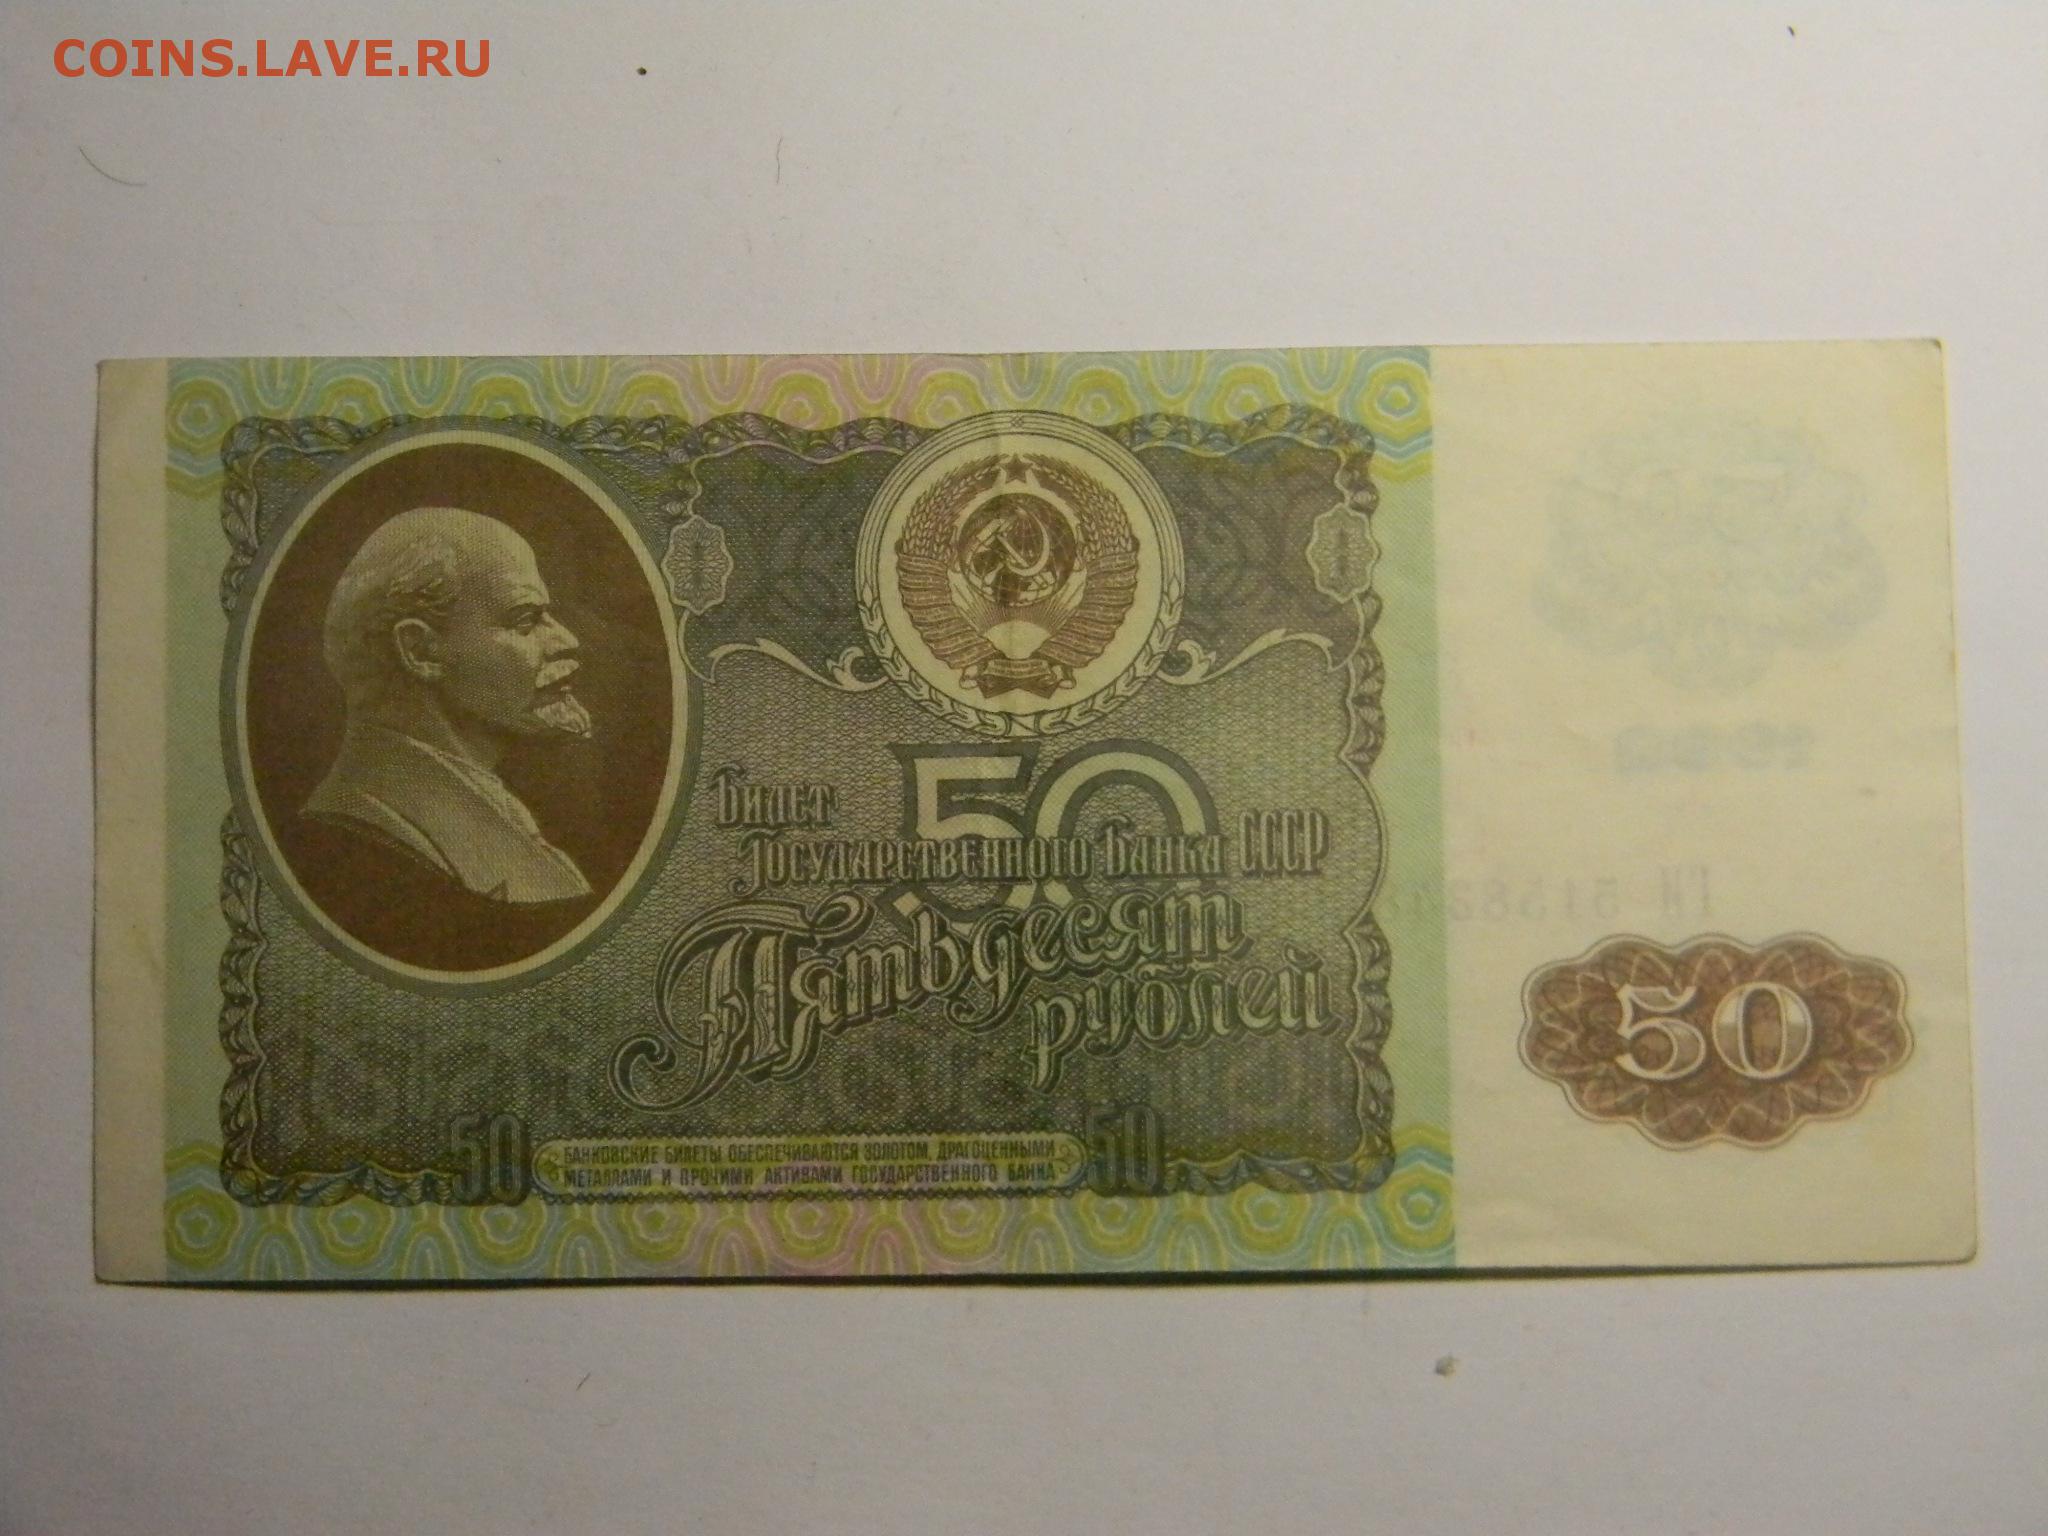 COINS.LAVE.RU
50
Билет
Государственного Банка СССР
Пятьдесят
рублей
50
50
БАНКОВСКИЕ БИЛЕТЫ ОБЕСПЕЧИВАЮТСЯ ЗОЛОТОМ, ДРАГОЦЕННЫМИ
МЕТАЛЛАМИ И ПРОЧИМИ АКТИВАМИ ГОСУДАРСТВЕННОГО БАНКА
50